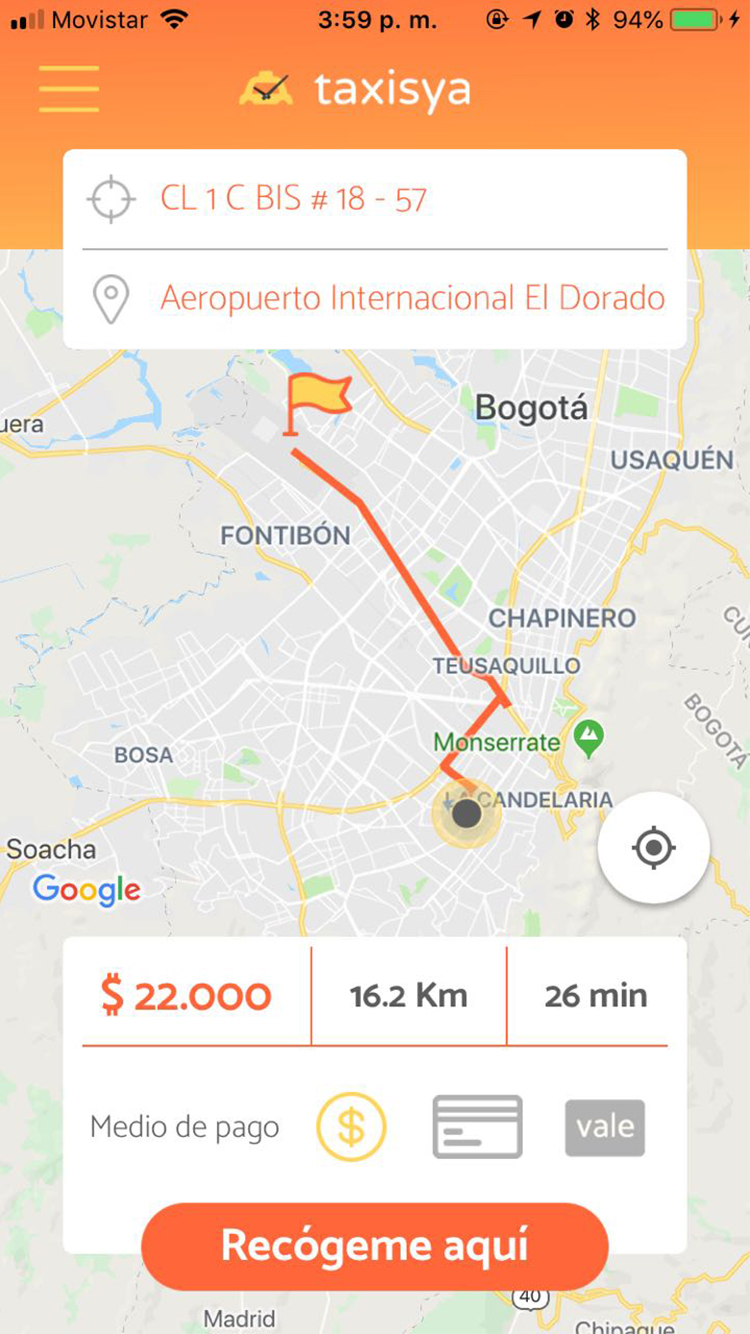 Movistar 3:59 p. m. 94%
taxisya
CL 1 C BIS # 18 - 57
Aeropuerto Internacional El Dorado
Bogotá
uera
USAQUÉN
FONTIBÓN
CHAPINERO
CUN
TEUSAQUILLO
BOGOTÁ
Monserrate
BOSA
LA CANDELARIA
Soacha
Google
$ 22.000 16.2 Km 26 min
Medio de pago $ vale
Recógeme aquí
40
Madrid
Chipaque